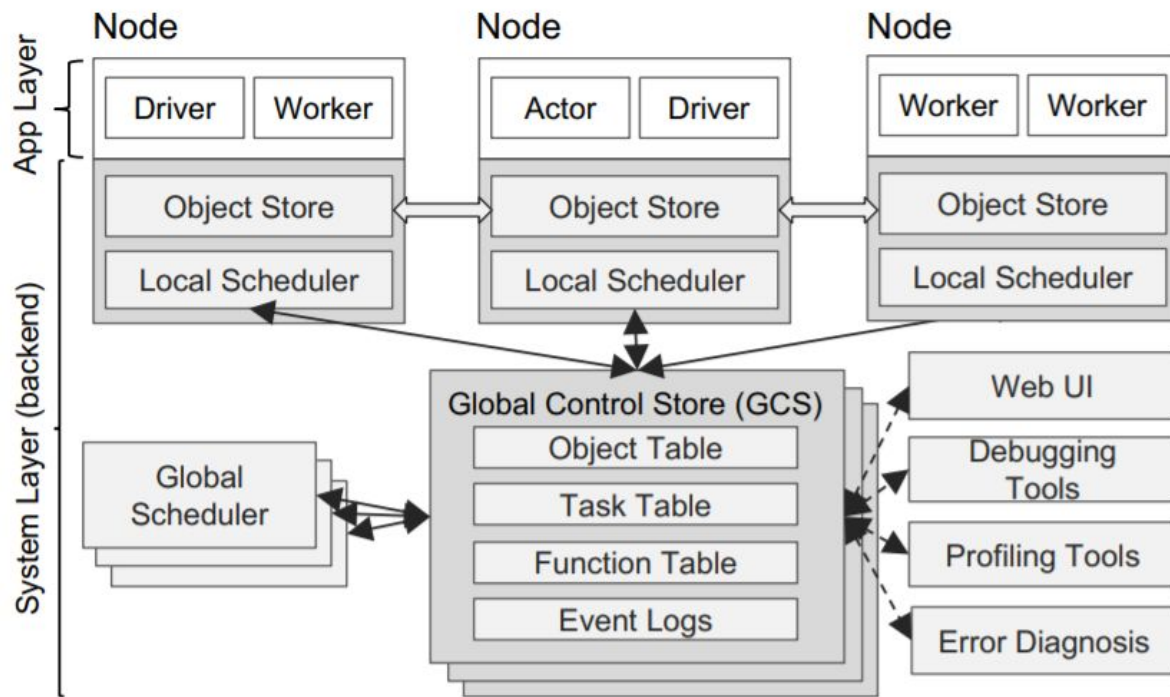 Node
Node
Node
App Layer
Driver
Worker
Actor
Driver
Worker
Worker
Object Store
Object Store
Object Store
Local Scheduler
Local Scheduler
Local Scheduler
System Layer (backend)
Global Control Store (GCS)
Object Table
Task Table
Function Table
Event Logs
Global
Scheduler
Web UI
Debugging
Tools
Profiling Tools
Error Diagnosis